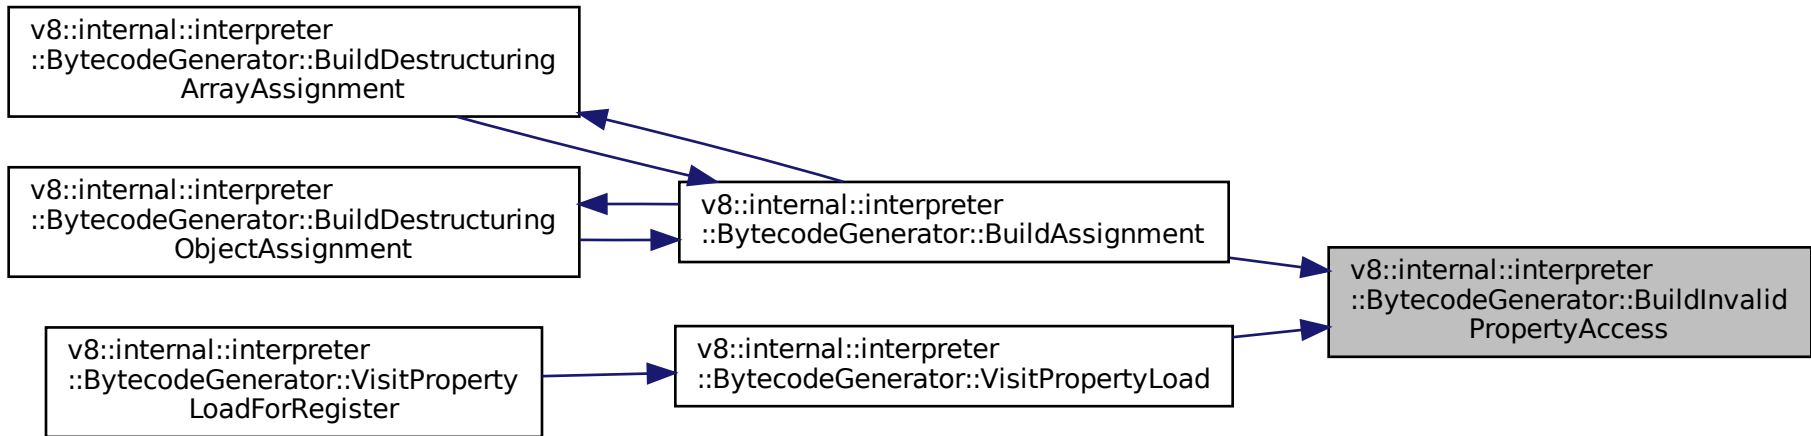 v8::internal::interpreter
::BytecodeGenerator::BuildDestructuring
ArrayAssignment
v8::internal::interpreter
::BytecodeGenerator::BuildDestructuring
ObjectAssignment
v8::internal::interpreter
::BytecodeGenerator::VisitProperty
LoadForRegister
v8::internal::interpreter
::BytecodeGenerator::BuildAssignment
v8::internal::interpreter
::BytecodeGenerator::VisitPropertyLoad
v8::internal::interpreter
::BytecodeGenerator::BuildInvalid
PropertyAccess